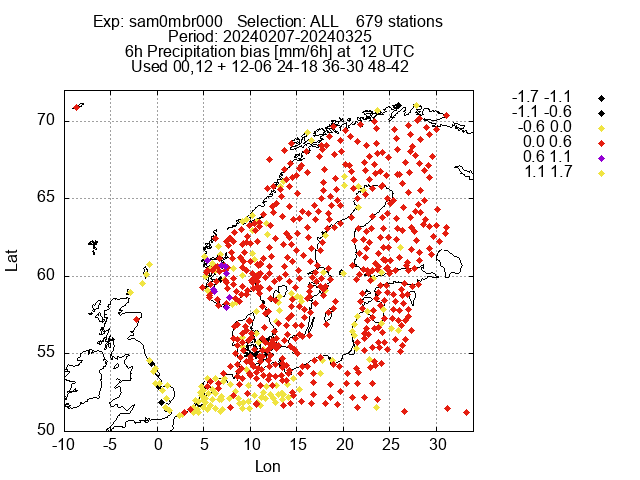 Exp: sam0mbr000 Selection: ALL 679 stations
Period: 20240207-20240325
6h Precipitation bias [mm/6h] at 12 UTC
Used 00,12 + 12-06 24-18 36-30 48-42
-1.7 -1.1
-1.1 -0.6
-0.6 0.0
0.0 0.6
0.6 1.1
1.1 1.7
70
65
60
55
50
Lat
-10 -5 0 5 10 15 20 25 30
Lon